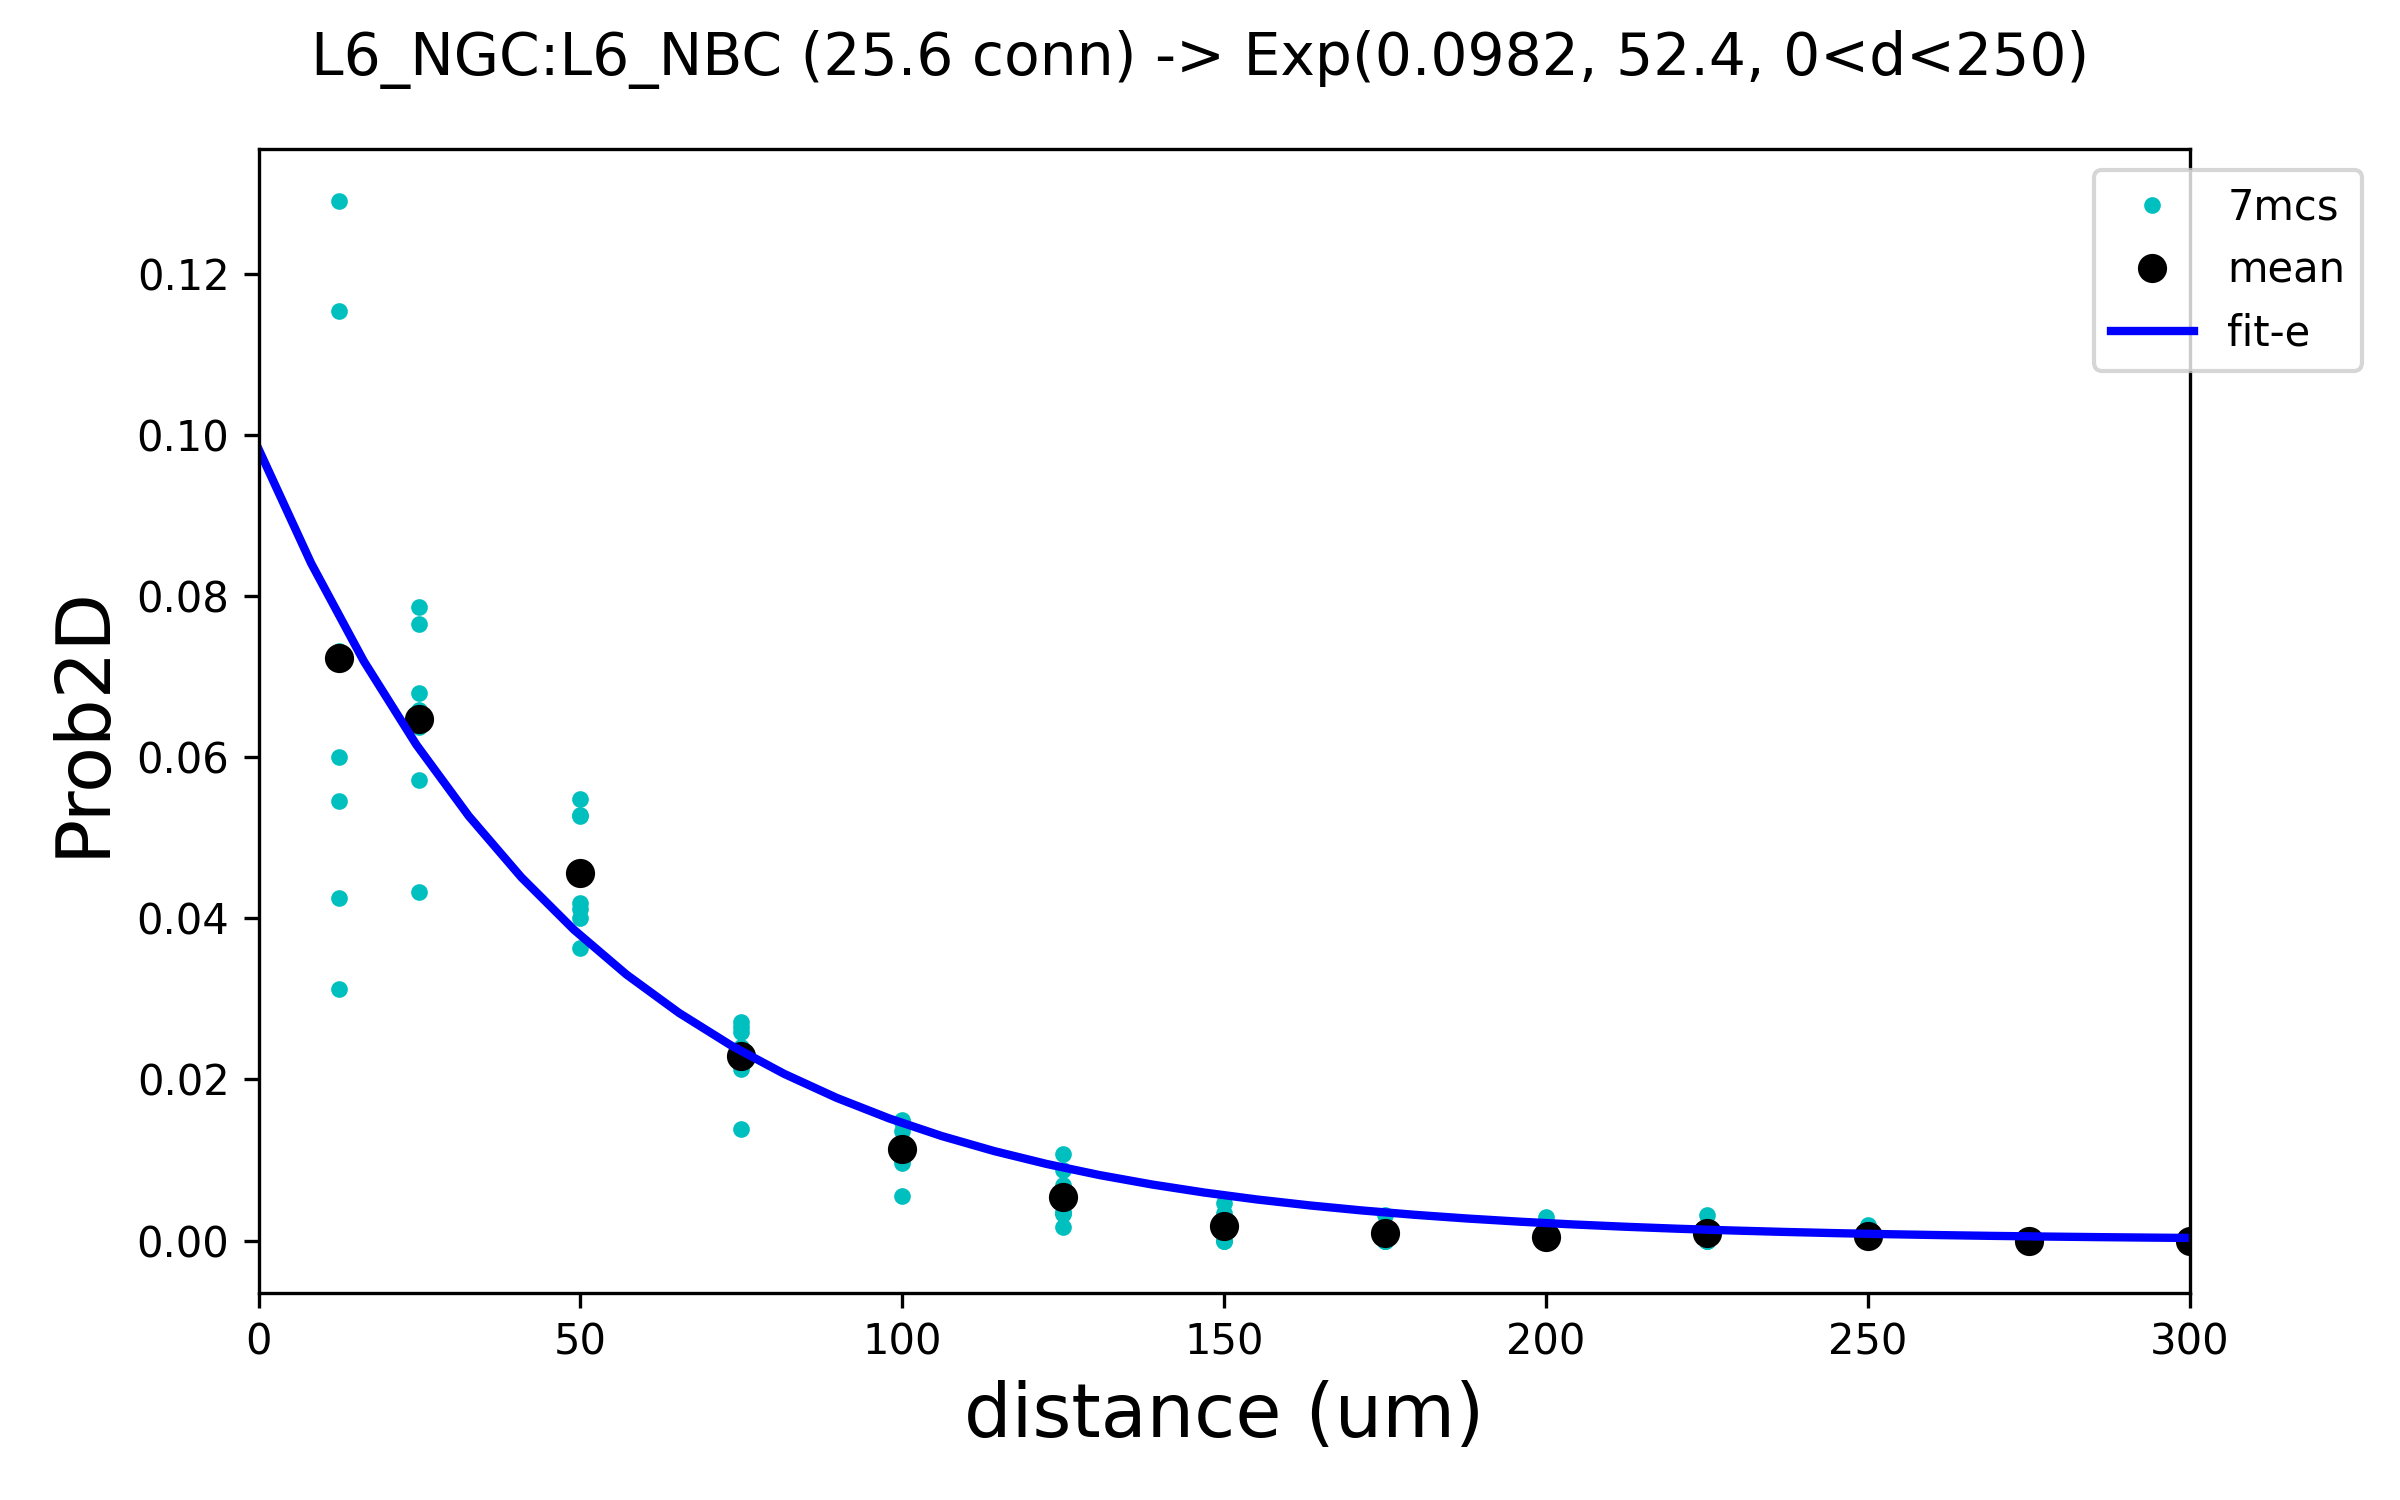 L6_NGC:L6_NBC (25.6 conn) -> Exp(0.0982, 52.4, 0<d<250)
7mcs
mean
fit-e
Prob2D
0.12
0.10
0.08
0.06
0.04
0.02
0.00
0 50 100 150 200 250 300
distance (um)